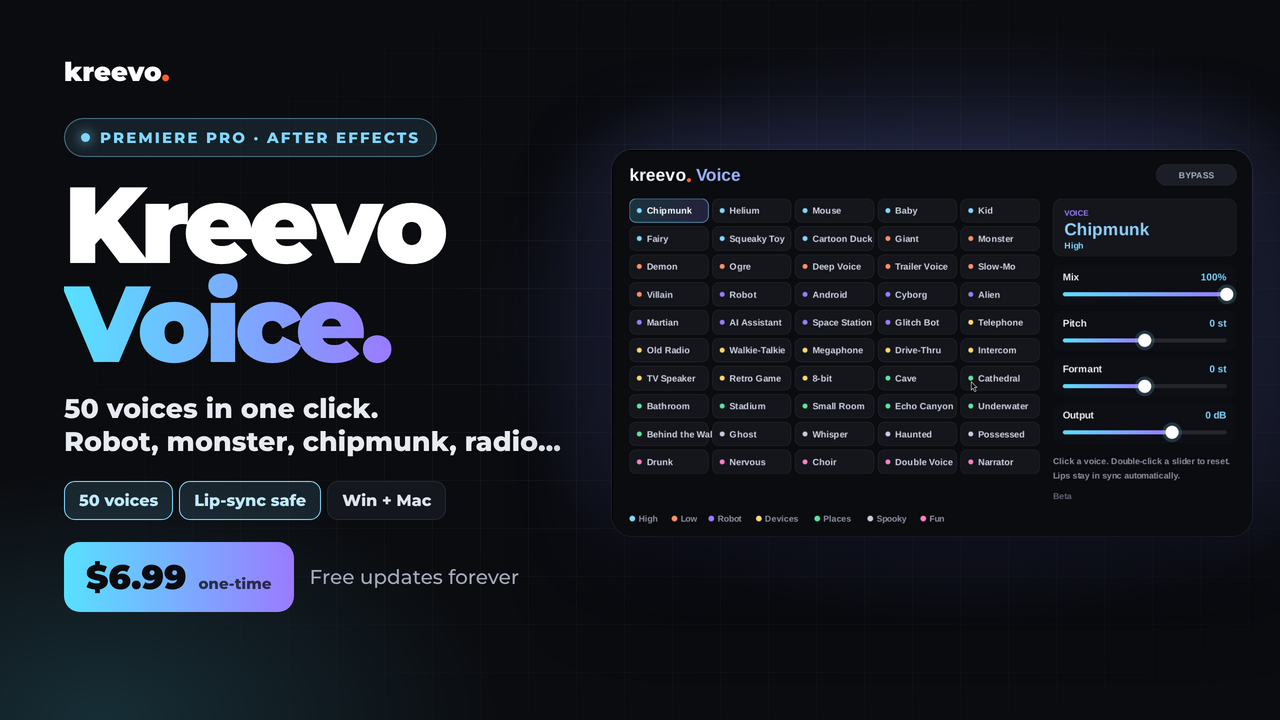 kreevo.
PREMIERE PRO · AFTER EFFECTS
Kreevo
Voice.
50 voices in one click.
Robot, monster, chipmunk, radio...
50 voices
Lip-sync safe
Win + Mac
$6.99 one-time
Free updates forever
kreevo. Voice
BYPASS
Chipmunk Helium Mouse Baby Kid
Fairy Squeaky Toy Cartoon Duck Giant Monster
Demon Ogre Deep Voice Trailer Voice Slow-Mo
Villain Robot Android Cyborg Alien
Martian AI Assistant Space Station Glitch Bot Telephone
Old Radio Walkie-Talkie Megaphone Drive-Thru Intercom
TV Speaker Retro Game 8-bit Cave Cathedral
Bathroom Stadium Small Room Echo Canyon Underwater
Behind the Wal Ghost Whisper Haunted Possessed
Drunk Nervous Choir Double Voice Narrator
High Low Robot Devices Places Spooky Fun
VOICE
Chipmunk
High
Mix 100%
Pitch 0 st
Formant 0 st
Output 0 dB
Click a voice. Double-click a slider to reset.
Lips stay in sync automatically.
Beta